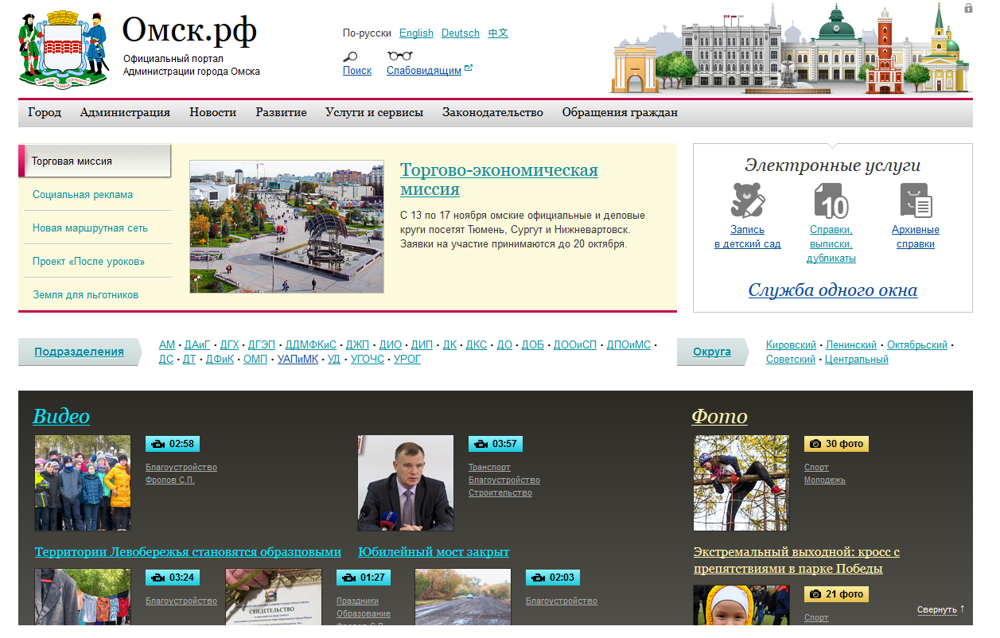 Омск.рф
Официальный портал
Администрации города Омска
По-русски English Deutsch 中文
Поиск Слабовидящим
Город Администрация Новости Развитие Услуги и сервисы Законодательство Обращения граждан
Торговая миссия
Социальная реклама
Новая маршрутная сеть
Проект «После уроков»
Земля для льготников
Торгово-экономическая
миссия
С 13 по 17 ноября омские официальные и деловые
круги посетят Тюмень, Сургут и Нижневартовск.
Заявки на участие принимаются до 20 октября.
Электронные услуги
10
Запись
в детский сад
Справки,
выписки,
дубликаты
Архивные
справки
Служба одного окна
Подразделения
АМ · ДАиГ · ДГХ · ДГЭП · ДДМФКиС · ДЖП · ДИО · ДИП · ДК · ДКС · ДО · ДОБ · ДООиСП · ДПОиМС ·
ДС · ДТ · ДФиК · ОМП · УАПиМК · УД · УГОЧС · УРОГ
Округа
Кировский · Ленинский · Октябрьский ·
Советский · Центральный
Видео
02:58
Благоустройство
Фролов С.П.
Территории Левобережья становятся образцовыми
03:57
Транспорт
Благоустройство
Строительство
Юбилейный мост закрыт
Фото
30 фото
Спорт
Молодежь
Экстремальный выходной: кросс с
препятствиями в парке Победы
03:24
Благоустройство
СВИДЕТЕЛЬСТВО
01:27
Праздники
Образование
Фролов С.П.
02:03
Благоустройство
21 фото
Спорт
Свернуть ↑